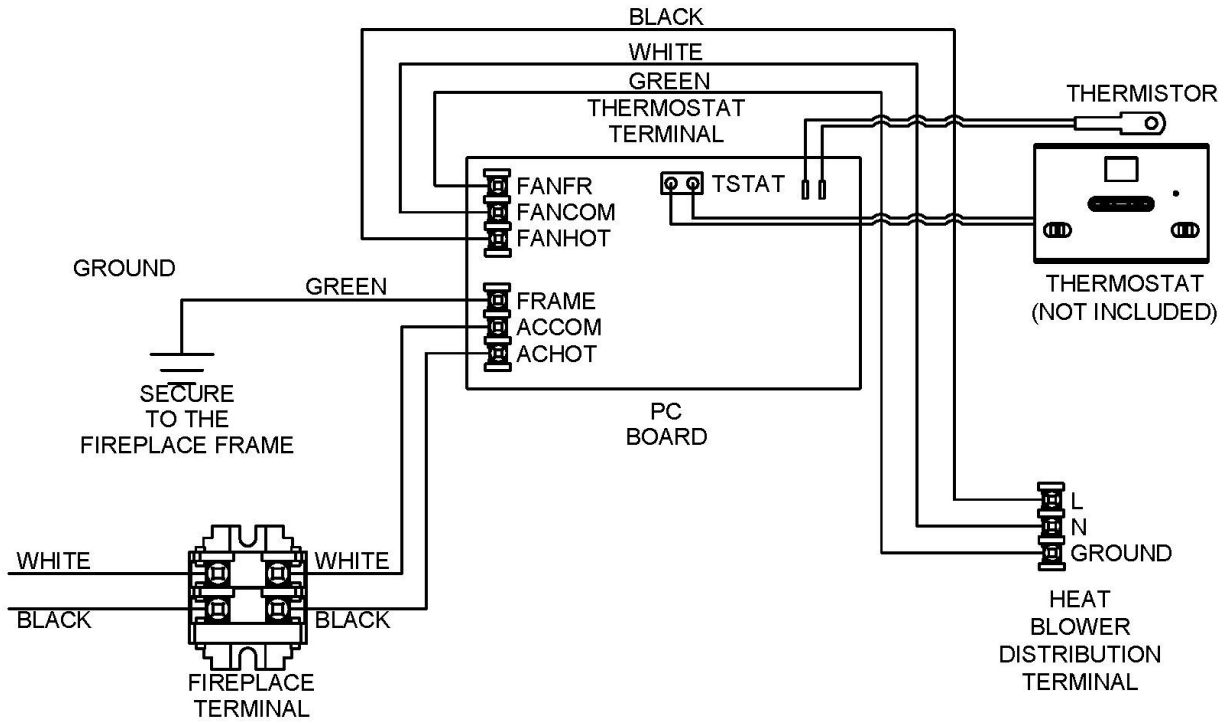 BLACK
WHITE
GREEN
THERMOSTAT
TERMINAL
THERMISTOR
FANFR
TSTAT
FANCOM
FANHOT
GROUND
GREEN
THERMOSTAT
(NOT INCLUDED)
FRAME
ACCOM
ACHOT
SECURE
TO THE
FIREPLACE FRAME
PC
BOARD
L
N
GROUND
WHITE
WHITE
BLACK
BLACK
HEAT
BLOWER
DISTRIBUTION
TERMINAL
FIREPLACE
TERMINAL